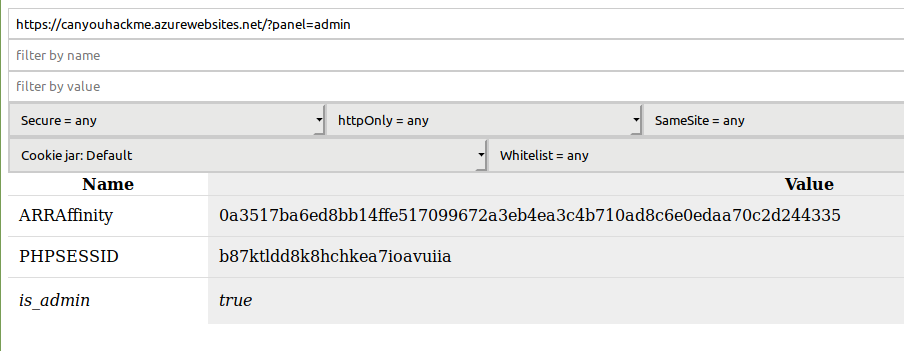 https://canyouhackme.azurewebsites.net/?panel=admin
filter by name
filter by value
Secure = any httpOnly = any SameSite = any
Cookie jar: Default Whitelist = any
Name Value
ARRAffinity 0a3517ba6ed8bb14ffe517099672a3eb4ea3c4b710ad8c6e0edaa70c2d244335
PHPSESSID b87ktldd8k8hchkea7ioavuiia
is_admin true